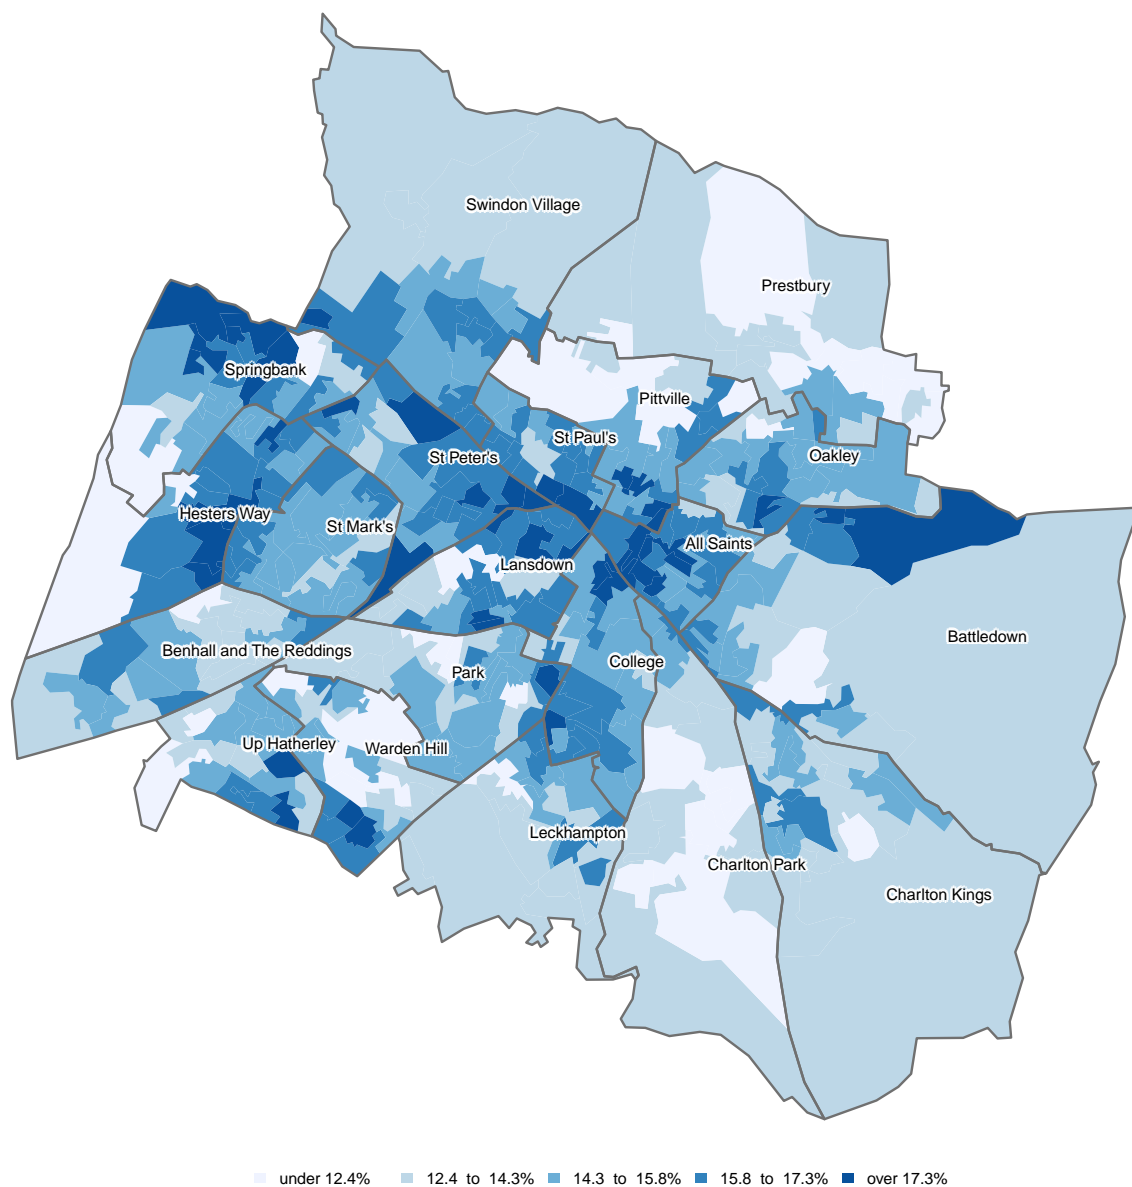 Swindon Village
Prestbury
Springbank
Pittville
St Paul's
St Peter's
Oakley
Hesters Way
St Mark's
All Saints
Lansdown
Battledown
Benhall and The Reddings
College
Park
Up Hatherley
Warden Hill
Leckhampton
Charlton Park
Charlton Kings
under 12.4% 12.4 to 14.3% 14.3 to 15.8% 15.8 to 17.3% over 17.3%